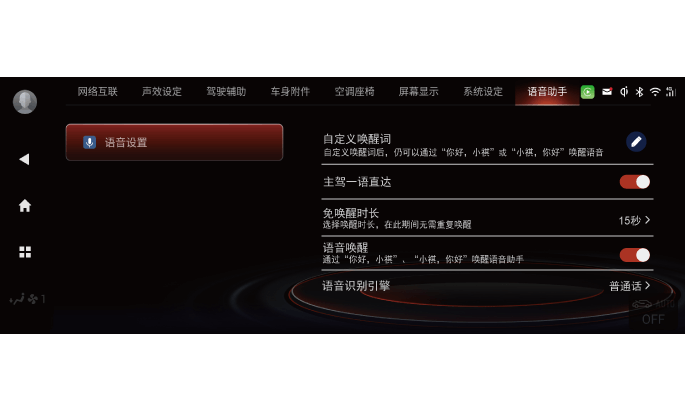 网络互联 声效设定 驾驶辅助 车身附件 空调座椅 屏幕显示 系统设定 语音助手
语音设置
自定义唤醒词
自定义唤醒词后，仍可以通过“你好，小祺”或“小祺，你好”唤醒语音
主驾一语直达
免唤醒时长
选择唤醒时长，在此期间无需重复唤醒
15秒
语音唤醒
通过“你好，小祺”、“小祺，你好”唤醒语音助手
语音识别引擎
普通话
1
OFF